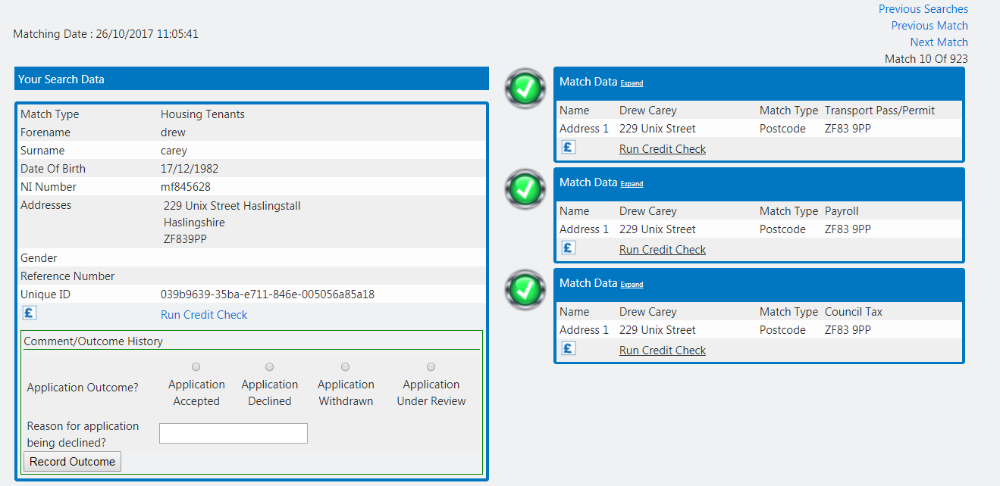 Previous Searches
Matching Date : 26/10/2017 11:05:41
Previous Match
Next Match
Match 10 Of 923
Your Search Data
Match Type Housing Tenants
Forename drew
Surname carey
Date Of Birth 17/12/1982
NI Number mf845628
Addresses 229 Unix Street Haslingstall
Haslingshire
ZF839PP
Gender
Reference Number
Unique ID 039b9639-35ba-e711-846e-005056a85a18
£ Run Credit Check
Comment/Outcome History
Application Outcome?
Application Accepted
Application Declined
Application Withdrawn
Application Under Review
Reason for application
being declined?
Record Outcome
Match Data Expand
Name Drew Carey Match Type Transport Pass/Permit
Address 1 229 Unix Street Postcode ZF83 9PP
£ Run Credit Check
Match Data Expand
Name Drew Carey Match Type Payroll
Address 1 229 Unix Street Postcode ZF83 9PP
£ Run Credit Check
Match Data Expand
Name Drew Carey Match Type Council Tax
Address 1 229 Unix Street Postcode ZF83 9PP
£ Run Credit Check